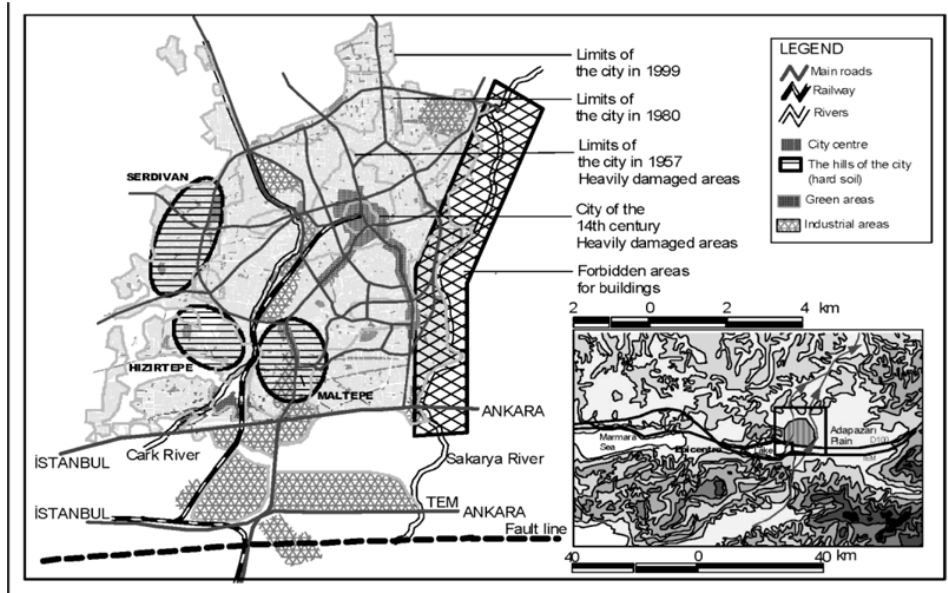 Limits of
the city in 1999
Limits of
the city in 1980
Limits of
the city in 1957
Heavily damaged areas
City of the
14th century
Heavily damaged areas
Forbidden areas
for buildings
LEGEND
Main roads
Railway
Rivers
City centre
The hills of the city
(hard soil)
Green areas
Industrial areas
SERDIVAN
HIZIRTEPE
MALTEPE
ANKARA
Cark River
İSTANBUL
Sakarya River
İSTANBUL
TEM
ANKARA
Fault line
2 0 2 4 km
Marmara
Sea
Epicentre
Lake
Adapazarı
Plain
D100
TEM
40 0 40 km